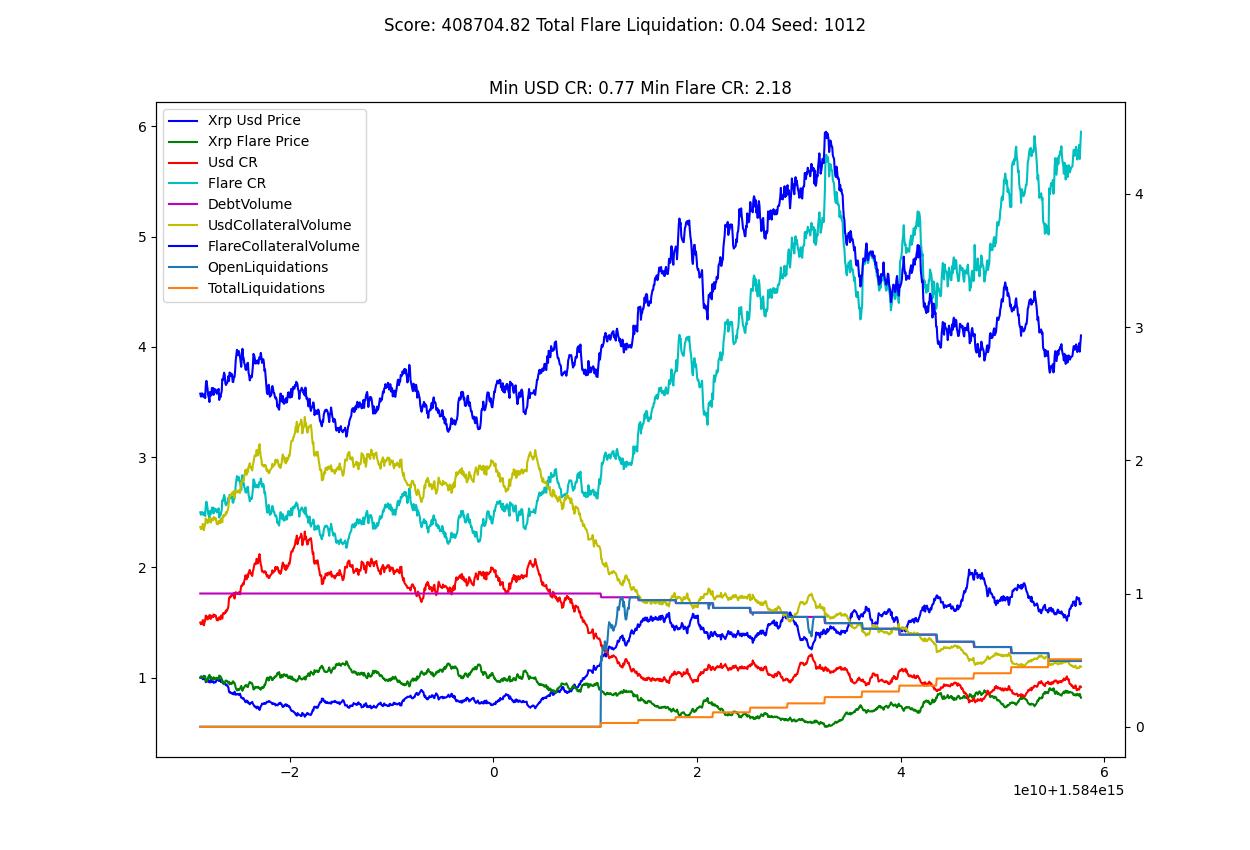 Score: 408704.82 Total Flare Liquidation: 0.04 Seed: 1012
Min USD CR: 0.77 Min Flare CR: 2.18
Xrp Usd Price
Xrp Flare Price
Usd CR
Flare CR
DebtVolume
UsdCollateralVolume
FlareCollateralVolume
OpenLiquidations
TotalLiquidations
6
5
4
3
2
1
4
3
2
1
0
−2 0 2 4 6
1e10+1.584e15